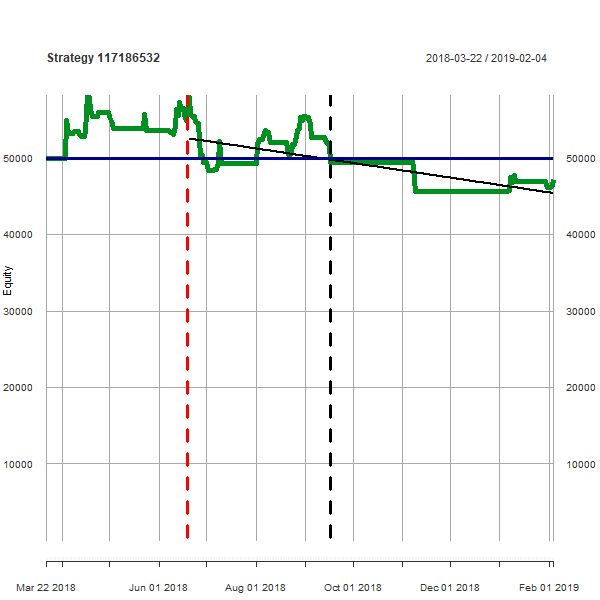 Strategy 117186532 2018-03-22 / 2019-02-04
50000 50000
40000 40000
30000 30000
20000 20000
10000 10000
Equity
Mar 22 2018 Jun 01 2018 Aug 01 2018 Oct 01 2018 Dec 01 2018 Feb 01 2019